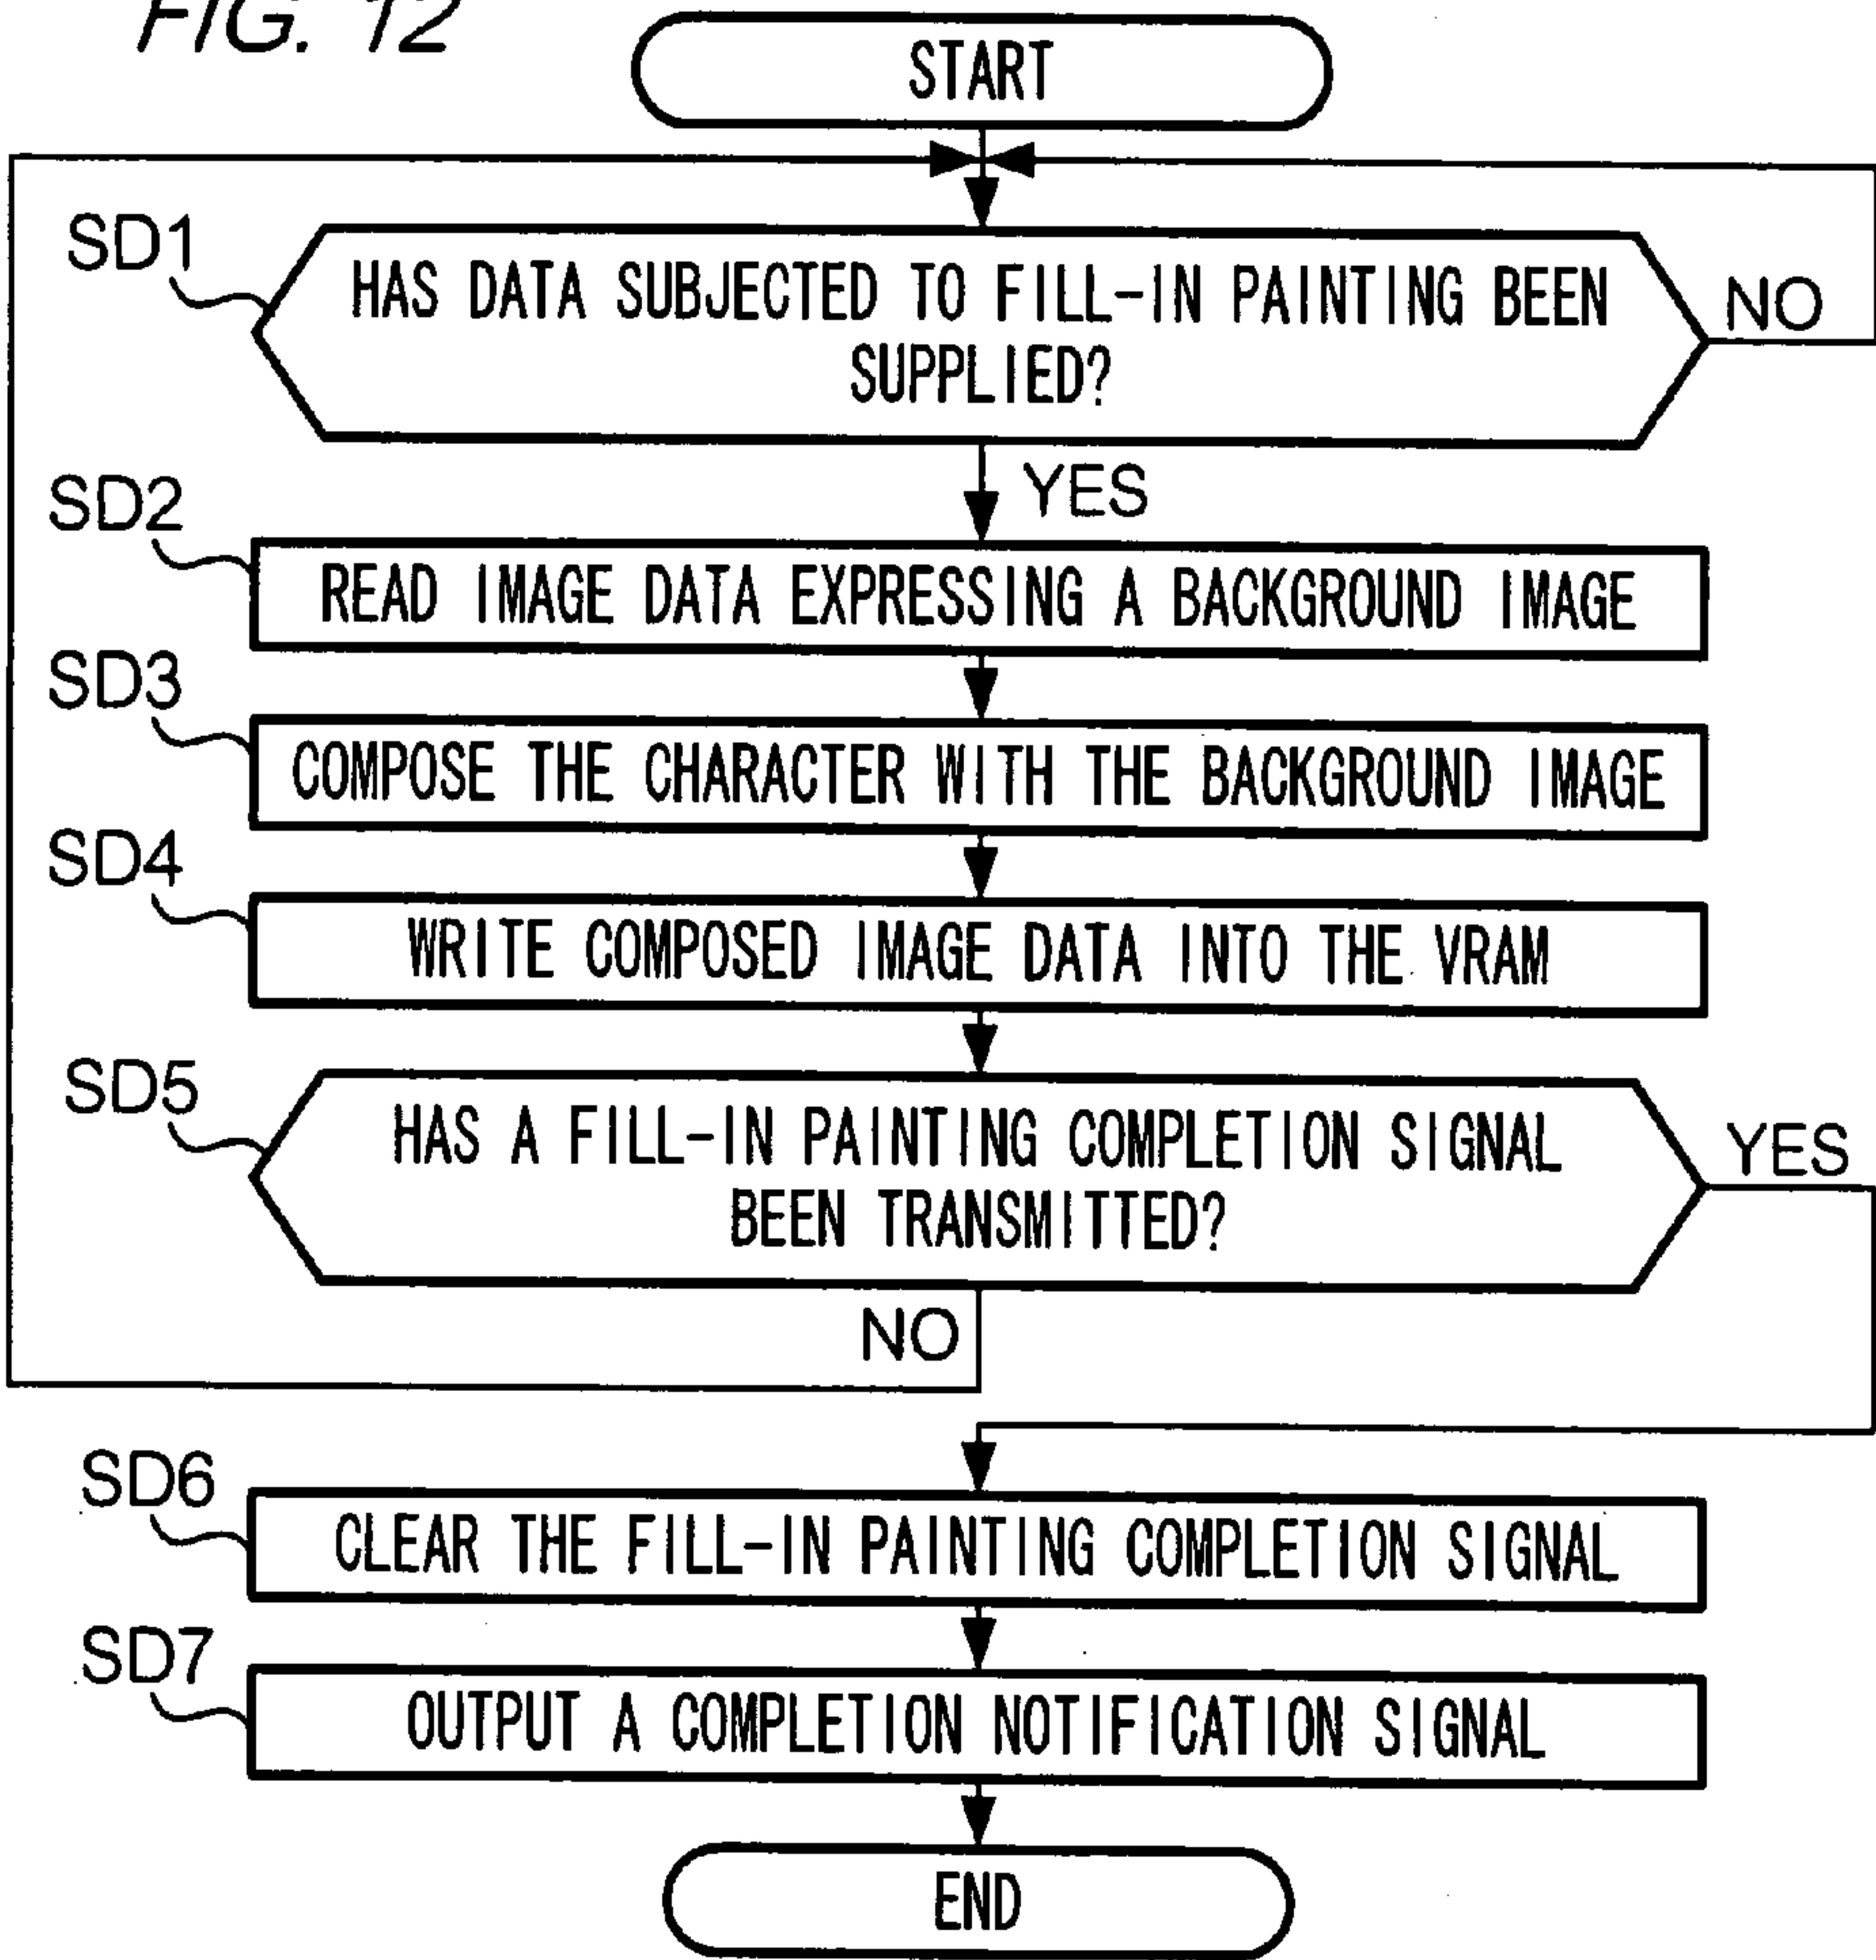 FIG. 12
START
SD1
HAS DATA SUBJECTED TO FILL-IN PAINTING BEEN
SUPPLIED?
NO
YES
SD2
READ IMAGE DATA EXPRESSING A BACKGROUND IMAGE
SD3
COMPOSE THE CHARACTER WITH THE BACKGROUND IMAGE
SD4
WRITE COMPOSED IMAGE DATA INTO THE VRAM
SD5
HAS A FILL-IN PAINTING COMPLETION SIGNAL
BEEN TRANSMITTED?
YES
NO
SD6
CLEAR THE FILL-IN PAINTING COMPLETION SIGNAL
SD7
OUTPUT A COMPLETION NOTIFICATION SIGNAL
END